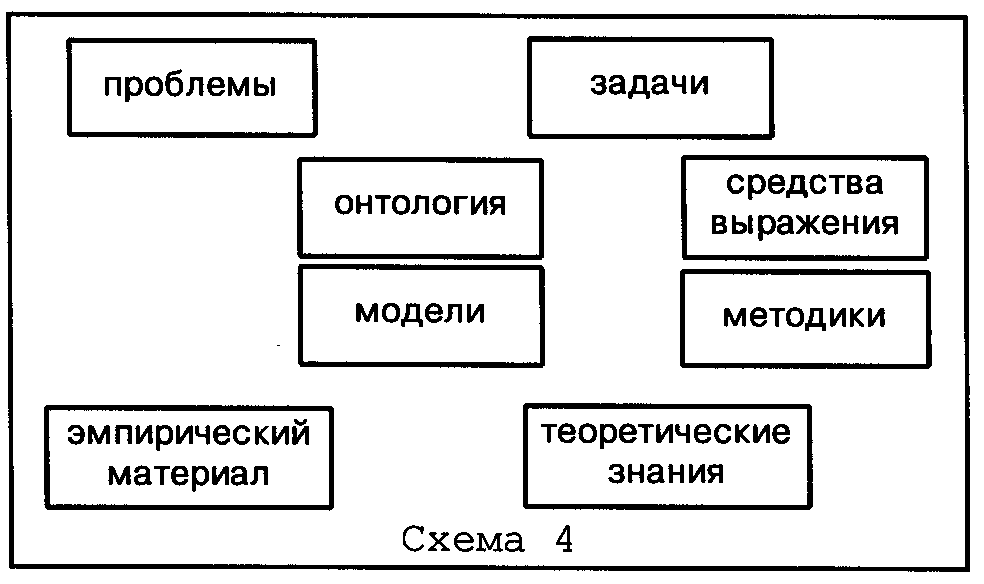 проблемы
задачи
онтология
средства
выражения
модели
методики
эмпирический
материал
теоретические
знания
Схема 4